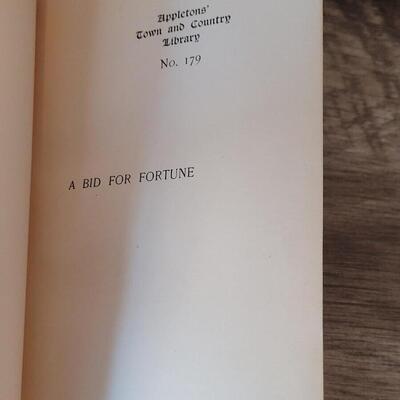 Appletons'
Town and Country
Library
No. 179
A BID FOR FORTUNE